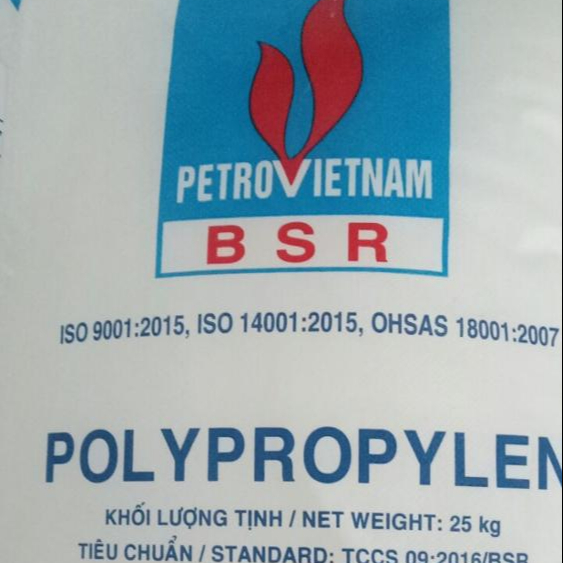 PETROVIETNAM
BSR
ISO 9001:2015, ISO 14001:2015, OHSAS 18001:2007
POLYPROPYLEN
KHỐI LƯỢNG TỊNH / NET WEIGHT: 25 kg
TIÊU CHUẨN / STANDARD: TCCS 09:2016/BSR